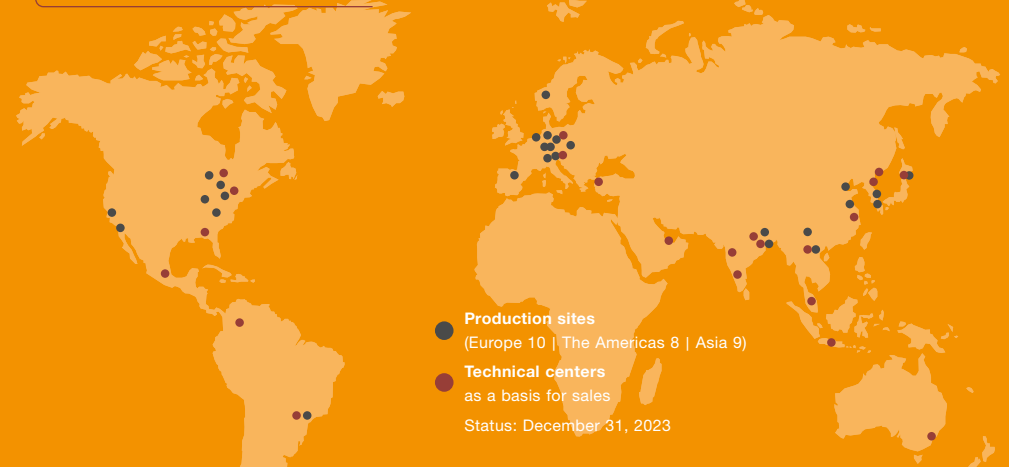 Production sites
(Europe 10 | The Americas 8 | Asia 9)
Technical centers
as a basis for sales
Status: December 31, 2023